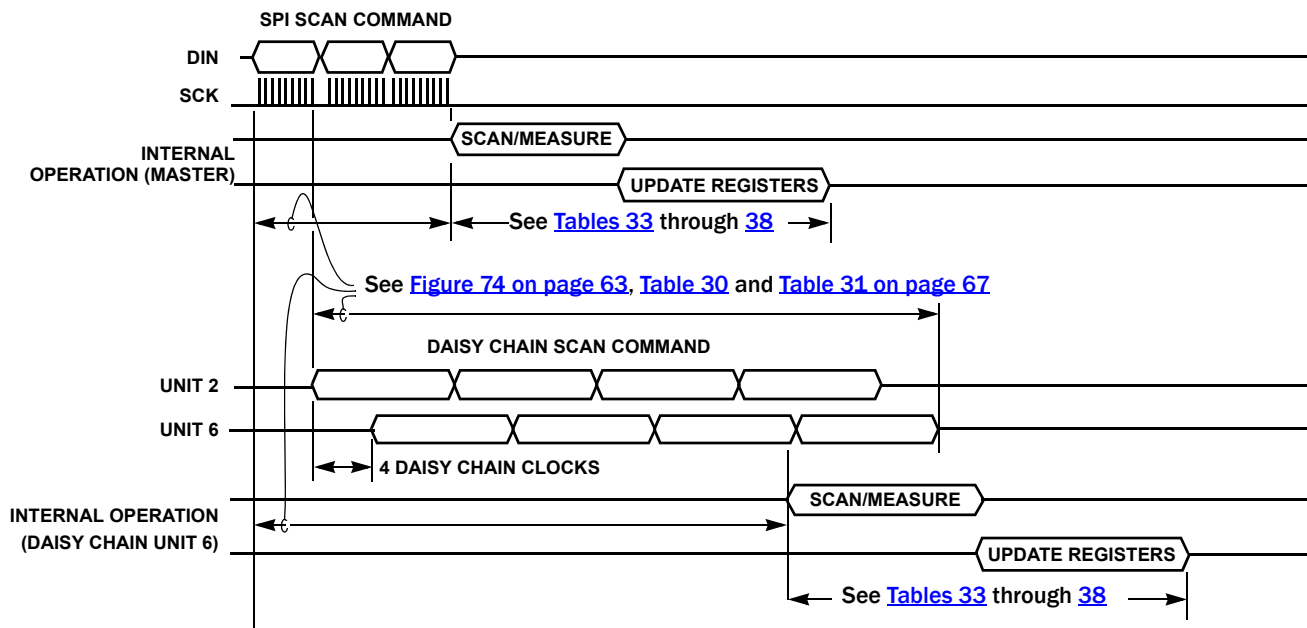 SPI SCAN COMMAND
DIN
SCK
SCAN/MEASURE
INTERNAL
OPERATION (MASTER)
UPDATE REGISTERS
See Tables 33 through 38
See Figure 74 on page 63, Table 30 and Table 31 on page 67
DAISY CHAIN SCAN COMMAND
UNIT 2
UNIT 6
4 DAISY CHAIN CLOCKS
SCAN/MEASURE
INTERNAL OPERATION
(DAISY CHAIN UNIT 6)
UPDATE REGISTERS
See Tables 33 through 38